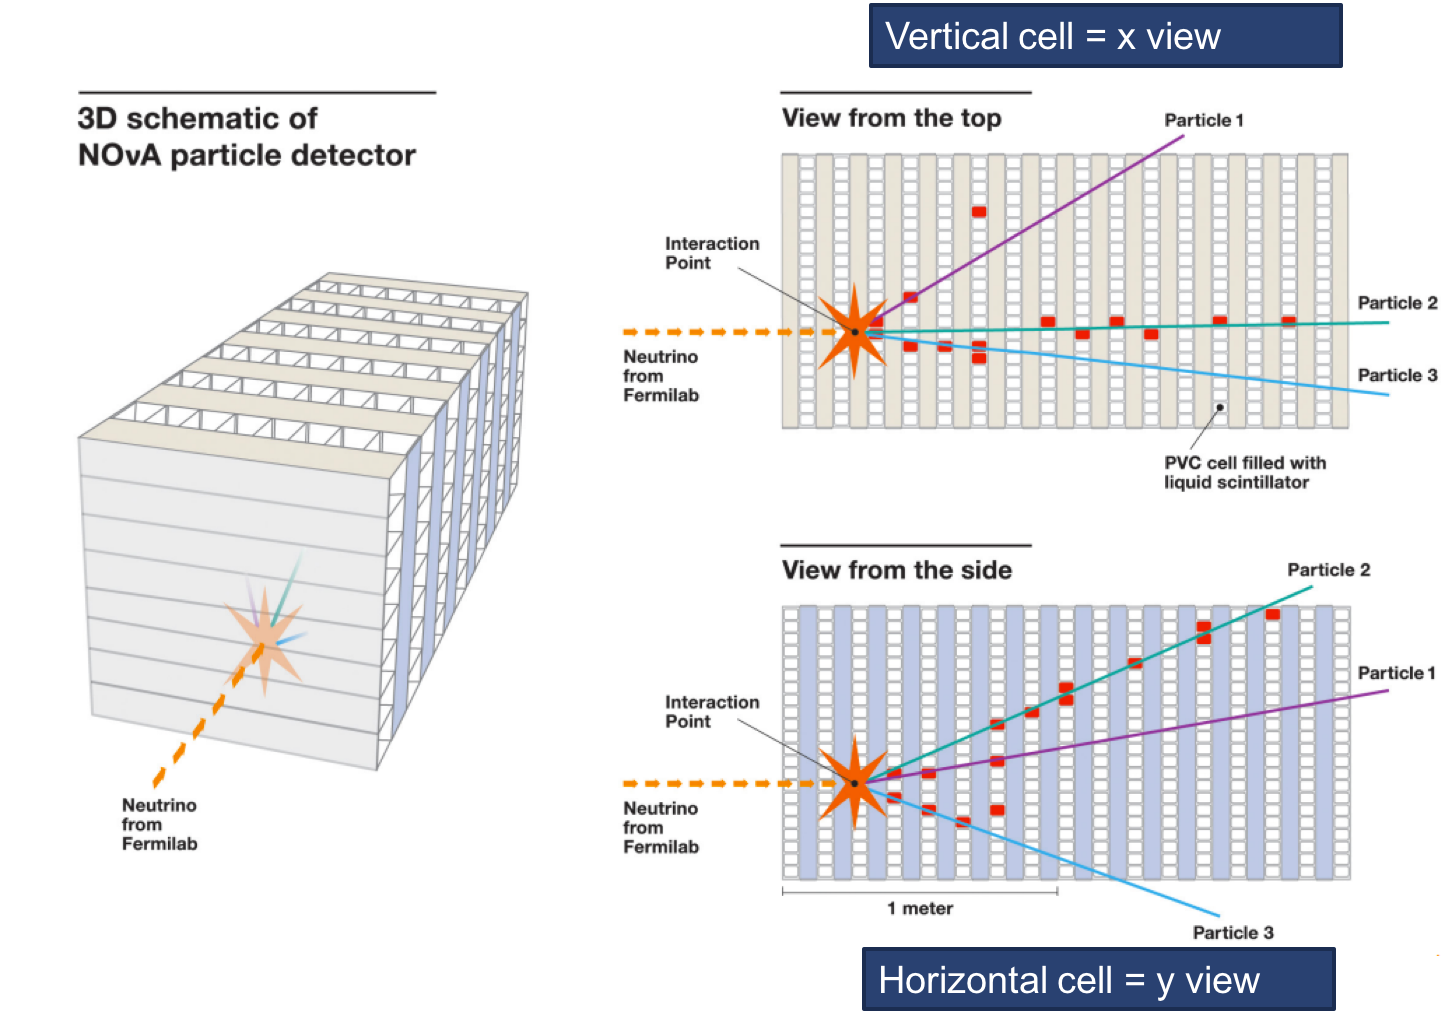 Vertical cell = x view
3D schematic of
NOνA particle detector
View from the top
Particle 1
Interaction
Point
Particle 2
Neutrino
from
Fermilab
Particle 3
PVC cell filled with
liquid scintillator
View from the side
Particle 2
Particle 1
Interaction
Point
Neutrino
from
Fermilab
Neutrino
from
Fermilab
1 meter
Particle 3
Horizontal cell = y view